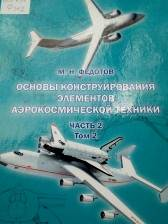 М. Н. ФЕДОТОВ
ОСНОВЫ КОНСТРУИРОВАНИЯ
ЭЛЕМЕНТОВ
АЭРОКОСМИЧЕСКОЙ ТЕХНИКИ
ЧАСТЬ 2
Том 2